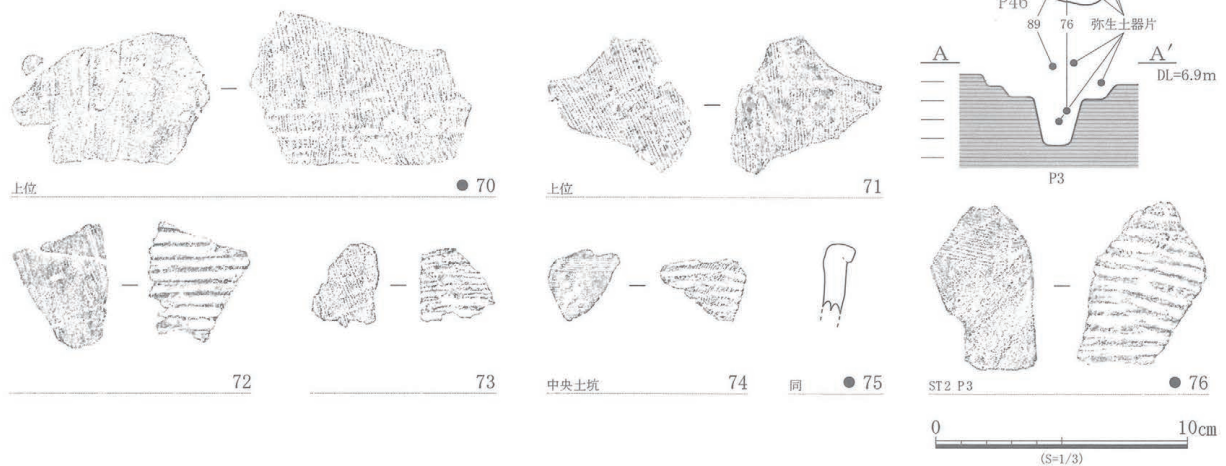 P46
89 76 弥生土器片
A A′
DL=6.9m
P3
上位 ● 70
上位 71
72
73
中央土坑 74
同 ● 75
ST2 P3 ● 76
0 10cm
(S=1/3)